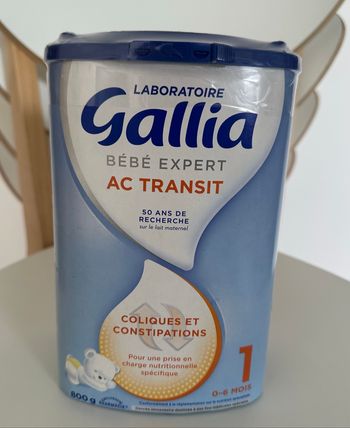 LABORATOIRE
Gallia
BÉBÉ EXPERT
AC TRANSIT
50 ANS DE
RECHERCHE
sur le lait maternel
COLIQUES ET
CONSTIPATIONS
Pour une prise en
charge nutritionnelle
spécifique
1
0-6 MOIS
800 g